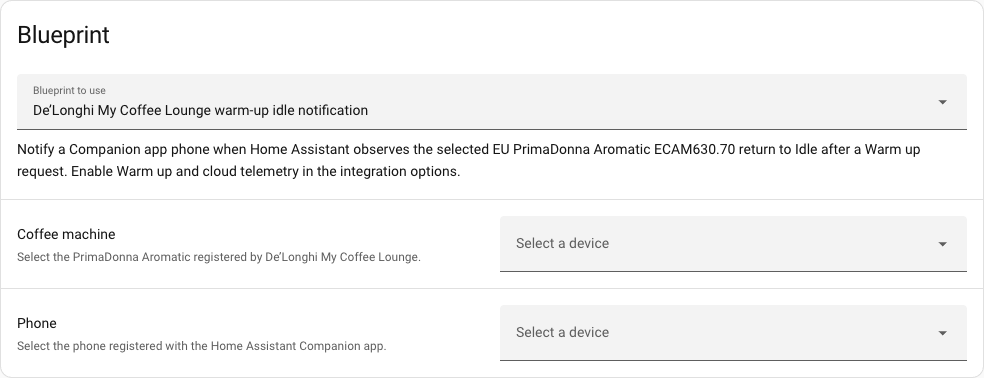 Blueprint
Blueprint to use
De’Longhi My Coffee Lounge warm-up idle notification
Notify a Companion app phone when Home Assistant observes the selected EU PrimaDonna Aromatic ECAM630.70 return to Idle after a Warm up
request. Enable Warm up and cloud telemetry in the integration options.
Coffee machine
Select the PrimaDonna Aromatic registered by De’Longhi My Coffee Lounge.
Select a device
Phone
Select the phone registered with the Home Assistant Companion app.
Select a device